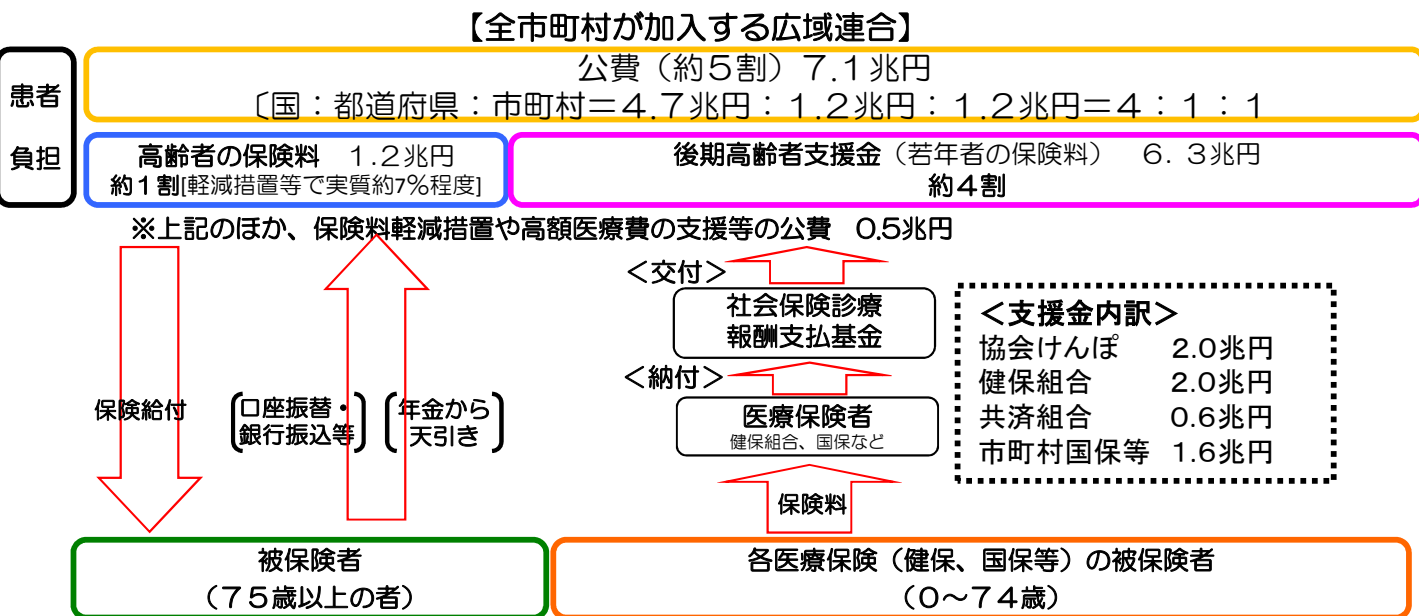 【全市町村が加入する広域連合】
患者
負担
公費（約５割）７.１兆円
〔国：都道府県：市町村＝４.７兆円：１.２兆円：１.２兆円＝４：１：１
高齢者の保険料　１.２兆円
約１割[軽減措置等で実質約7％程度]
後期高齢者支援金（若年者の保険料）　６.３兆円
約４割
※上記のほか、保険料軽減措置や高額医療費の支援等の公費　0.5兆円
＜交付＞
社会保険診療
報酬支払基金
＜納付＞
医療保険者
健保組合、国保など
保険料
保険給付
口座振替・
銀行振込等
年金から
天引き
＜支援金内訳＞
協会けんぽ　2.0兆円
健保組合　2.0兆円
共済組合　0.6兆円
市町村国保等　1.6兆円
被保険者
（７５歳以上の者）
各医療保険（健保、国保等）の被保険者
（０～７４歳）